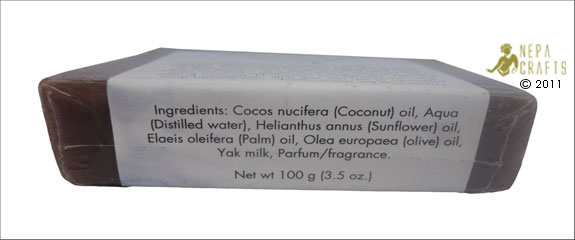 NEPA
CRAFTS
© 2011
Ingredients: Cocos nucifera (Coconut) oil, Aqua
(Distilled water), Helianthus annus (Sunflower) oil,
Elaeis oleifera (Palm) oil, Olea europaea (olive) oil,
Yak milk, Parfum/fragrance.
Net wt 100 g (3.5 oz.)